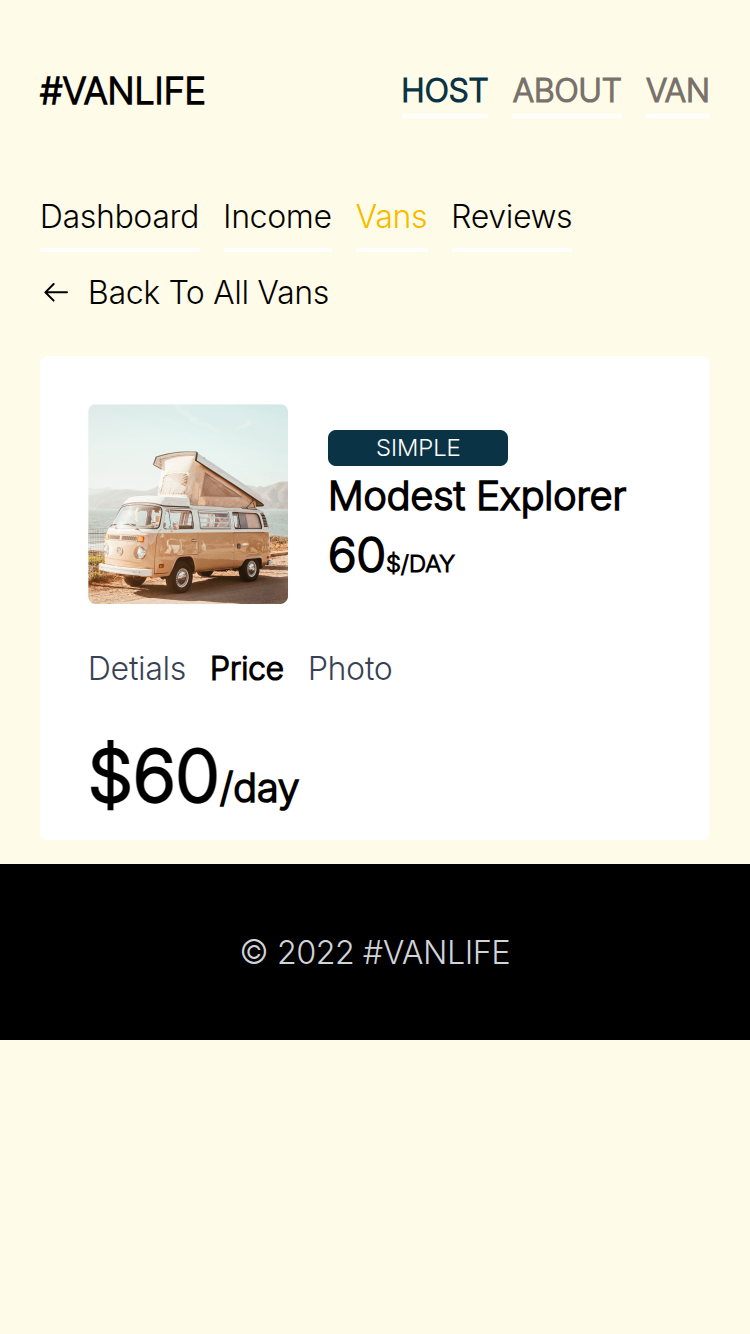 #VANLIFE HOST ABOUT VAN
Dashboard Income Vans Reviews
← Back To All Vans
SIMPLE
Modest Explorer
60$/DAY
Detials Price Photo
$60/day
© 2022 #VANLIFE